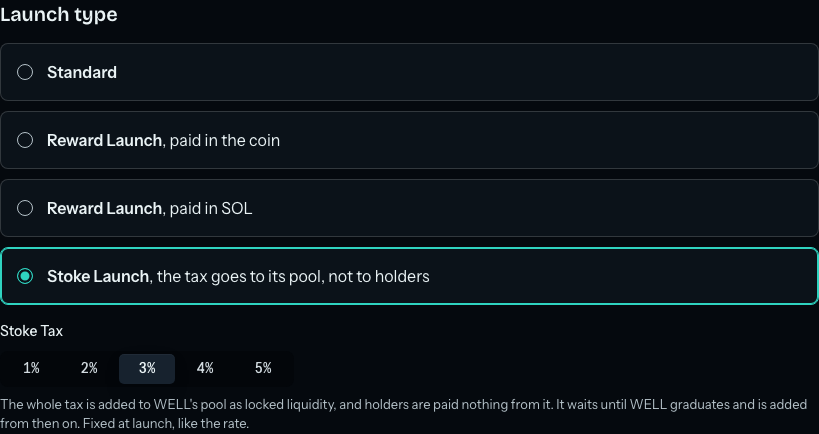 Launch type
Standard
Reward Launch, paid in the coin
Reward Launch, paid in SOL
Stoke Launch, the tax goes to its pool, not to holders
Stoke Tax
1% 2% 3% 4% 5%
The whole tax is added to WELL's pool as locked liquidity, and holders are paid nothing from it. It waits until WELL graduates and is added
from then on. Fixed at launch, like the rate.